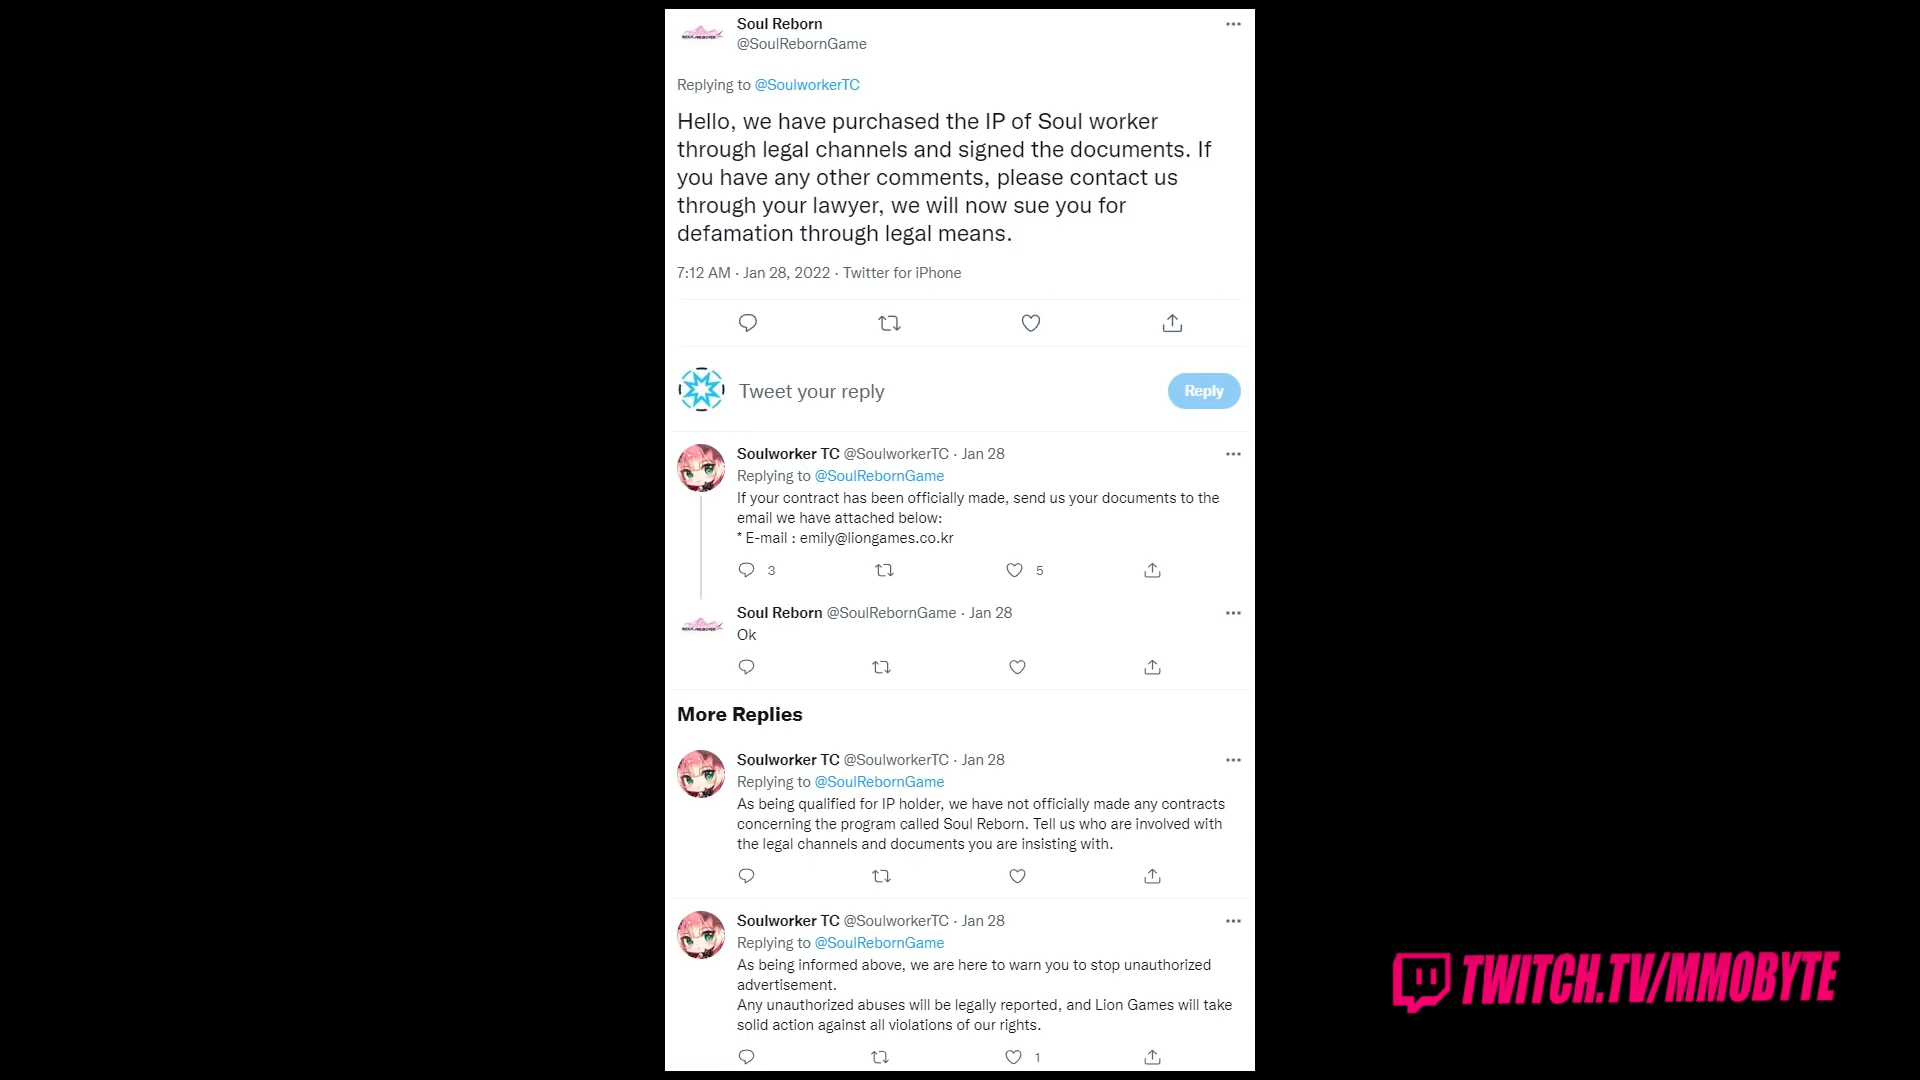 Soul Reborn
@SoulRebornGame
Replying to @SoulworkerTC
Hello, we have purchased the IP of Soul worker
through legal channels and signed the documents. If
you have any other comments, please contact us
through your lawyer, we will now sue you for
defamation through legal means.
7:12 AM · Jan 28, 2022 · Twitter for iPhone
Tweet your reply
Reply
Soulworker TC @SoulworkerTC · Jan 28
Replying to @SoulRebornGame
If your contract has been officially made, send us your documents to the
email we have attached below:
* E-mail : emily@liongames.co.kr
3 5
Soul Reborn @SoulRebornGame · Jan 28
Ok
More Replies
Soulworker TC @SoulworkerTC · Jan 28
Replying to @SoulRebornGame
As being qualified for IP holder, we have not officially made any contracts
concerning the program called Soul Reborn. Tell us who are involved with
the legal channels and documents you are insisting with.
Soulworker TC @SoulworkerTC · Jan 28
Replying to @SoulRebornGame
As being informed above, we are here to warn you to stop unauthorized
advertisement.
Any unauthorized abuses will be legally reported, and Lion Games will take
solid action against all violations of our rights.
1
TWITCH.TV/MMOBYTE